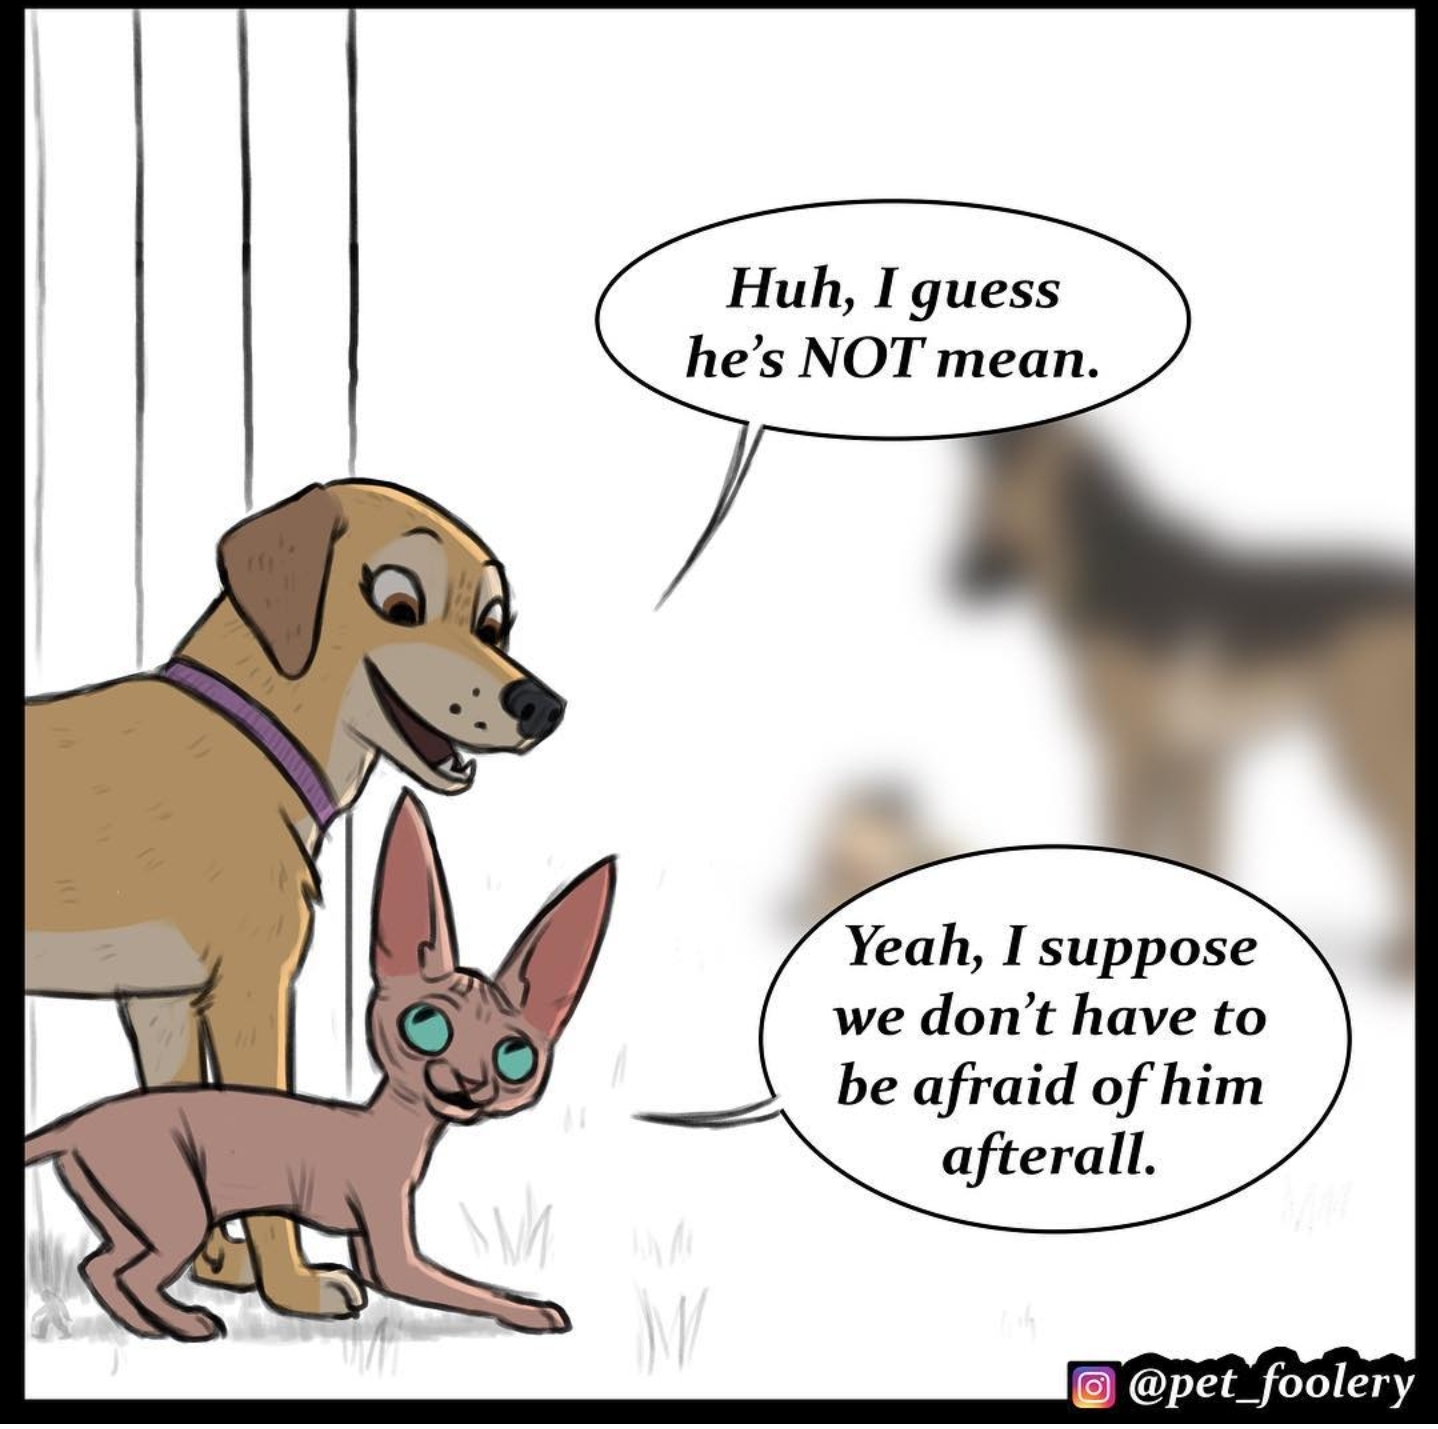 Huh, I guess
he's NOT mean.
Yeah, I suppose
we don't have to
be afraid of him
afterall.
@pet_foolery